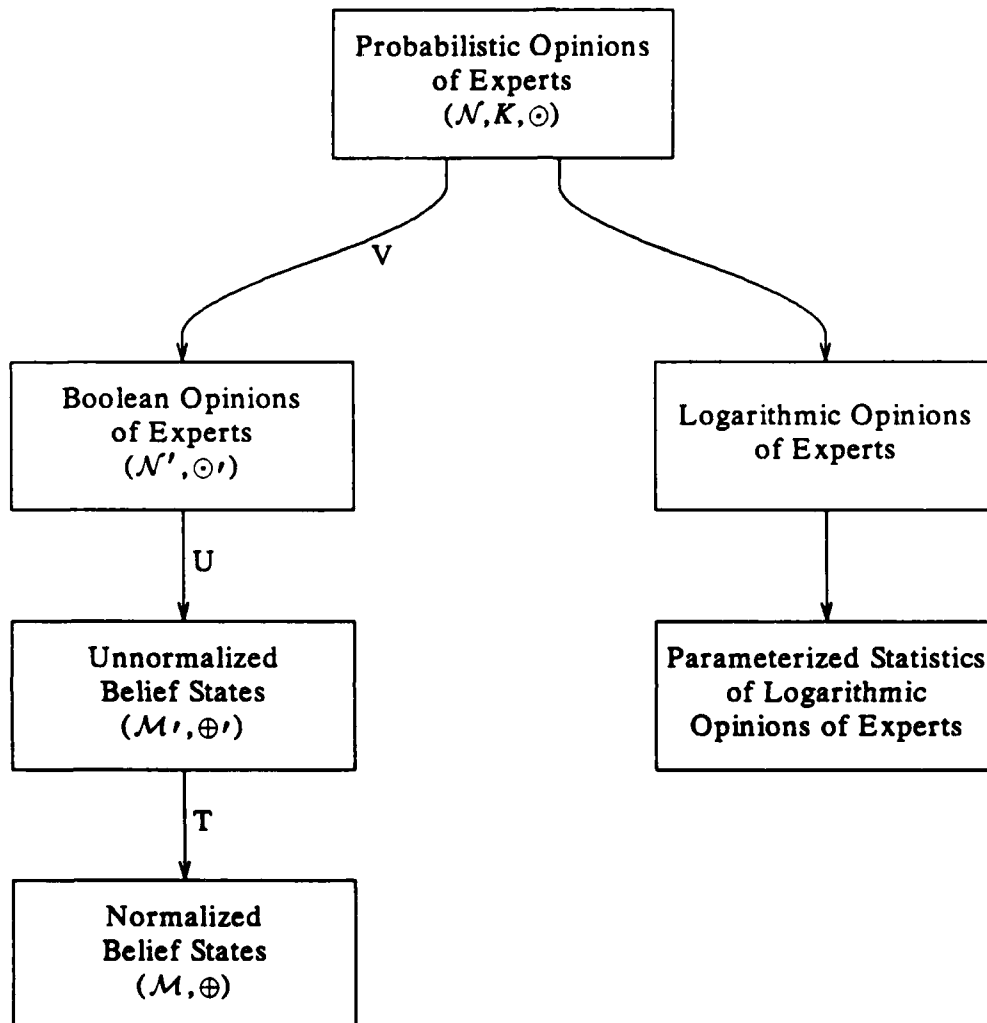 Probabilistic Opinions
of Experts
(𝒩, K, ⊙)
V
Boolean Opinions
of Experts
(𝒩′, ⊙′)
Logarithmic Opinions
of Experts
U
Unnormalized
Belief States
(ℳ′, ⊕′)
Parameterized Statistics
of Logarithmic
Opinions of Experts
T
Normalized
Belief States
(ℳ, ⊕)